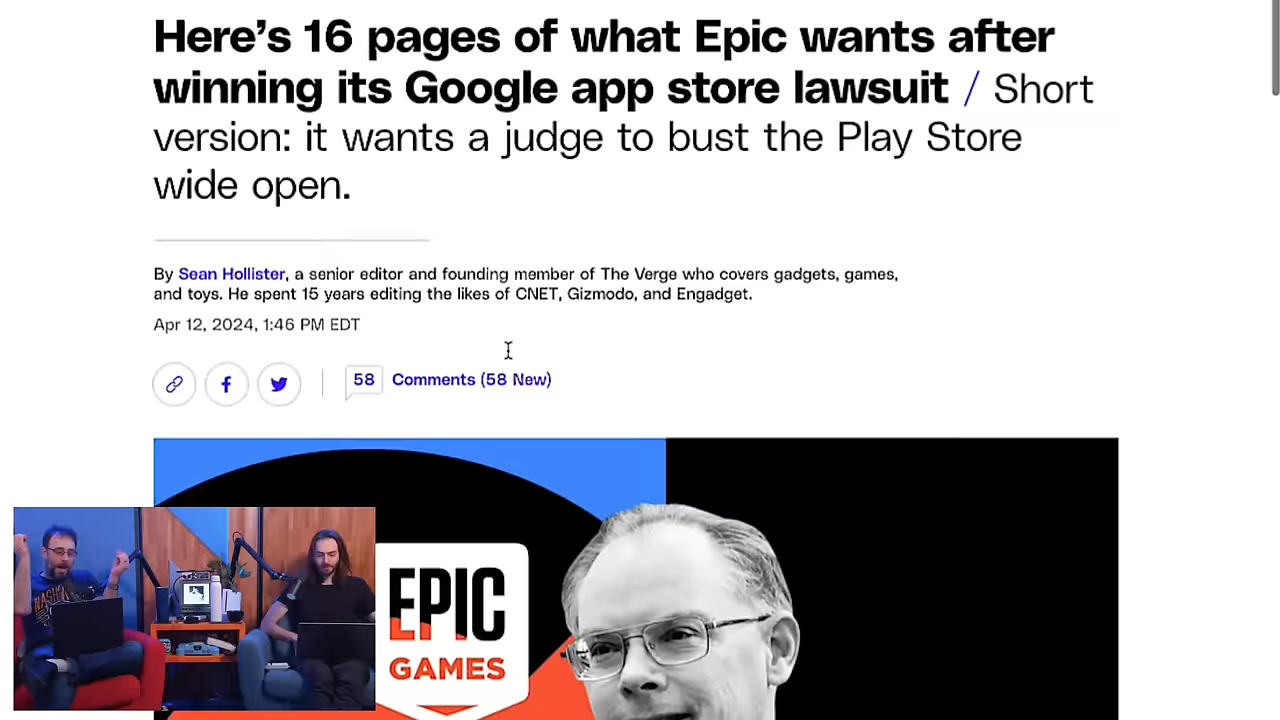 Here's 16 pages of what Epic wants after
winning its Google app store lawsuit / Short
version: it wants a judge to bust the Play Store
wide open.
By Sean Hollister, a senior editor and founding member of The Verge who covers gadgets, games,
and toys. He spent 15 years editing the likes of CNET, Gizmodo, and Engadget.
Apr 12, 2024, 1:46 PM EDT
58 Comments (58 New)
EPIC
GAMES